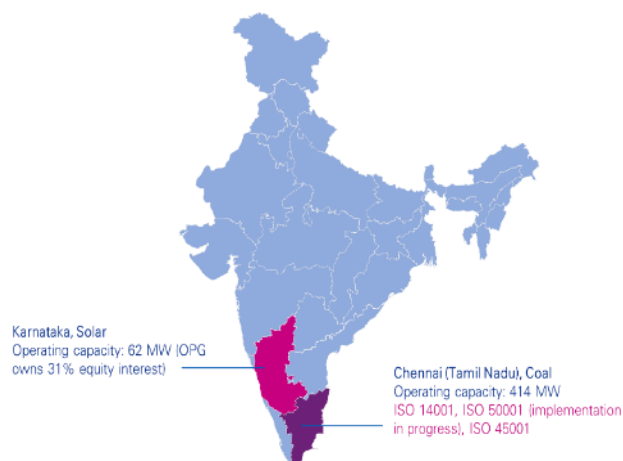 Karnataka, Solar
Operating capacity: 62 MW (OPG
owns 31% equity interest)
Chennai (Tamil Nadu), Coal
Operating capacity: 414 MW
ISO 14001, ISO 50001 (implementation
in progress), ISO 45001